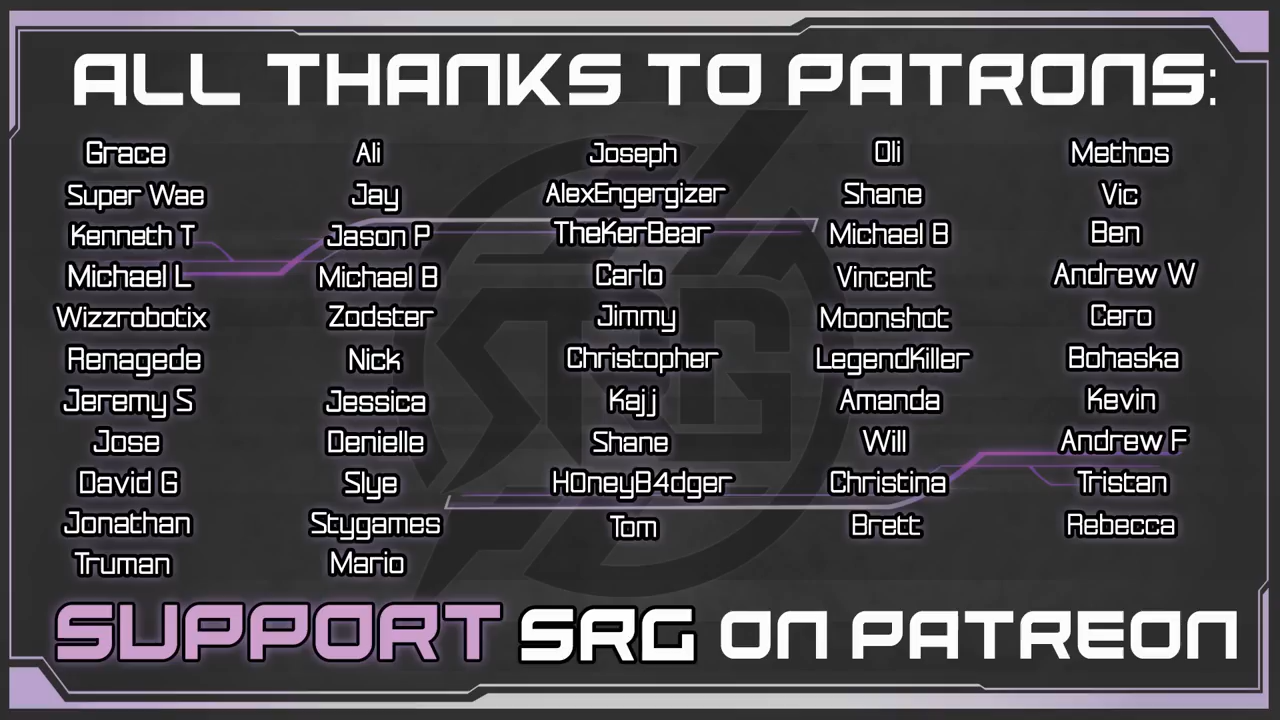 ALL THANKS TO PATRONS:
Grace Ali Joseph Oli Methos
Super Wae Jay AlexEngergizer Shane Vic
Kenneth T Jason P TheKerBear Michael B Ben
Michael L Michael B Carlo Vincent Andrew W
Wizzrobotix Zodster Jimmy Moonshot Cero
Renagede Nick Christopher LegendKiller Bohaska
Jeremy S Jessica Kajj Amanda Kevin
Jose Denielle Shane Will Andrew F
David G Slye H0neyB4dger Christina Tristan
Jonathan Stygames Tom Brett Rebecca
Truman Mario
SUPPORT SRG ON PATREON